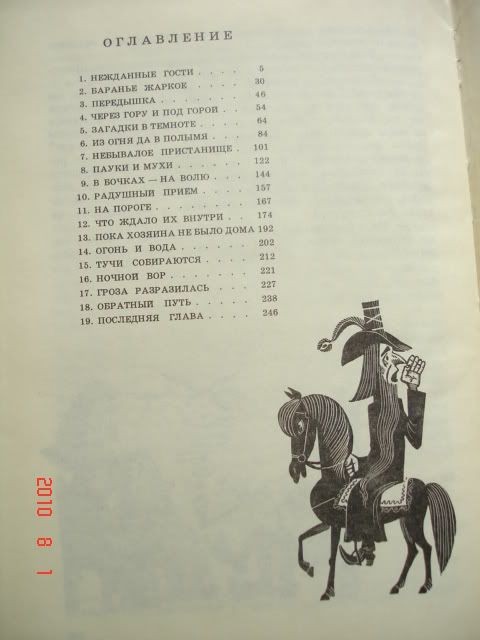 ОГЛАВЛЕНИЕ
1. НЕЖДАННЫЕ ГОСТИ . . . . 5
2. БАРАНЬЕ ЖАРКОЕ . . . . 30
3. ПЕРЕДЫШКА . . . . . . . 46
4. ЧЕРЕЗ ГОРУ И ПОД ГОРОЙ . . 54
5. ЗАГАДКИ В ТЕМНОТЕ . . . . 64
6. ИЗ ОГНЯ ДА В ПОЛЫМЯ . . . 84
7. НЕБЫВАЛОЕ ПРИСТАНИЩЕ . . 101
8. ПАУКИ И МУХИ . . . . . . 122
9. В БОЧКАХ — НА ВОЛЮ . . . 144
10. РАДУШНЫЙ ПРИЕМ . . . . 157
11. НА ПОРОГЕ . . . . . . . 167
12. ЧТО ЖДАЛО ИХ ВНУТРИ . . 174
13. ПОКА ХОЗЯИНА НЕ БЫЛО ДОМА 192
14. ОГОНЬ И ВОДА . . . . . 202
15. ТУЧИ СОБИРАЮТСЯ . . . . 212
16. НОЧНОЙ ВОР . . . . . . 221
17. ГРОЗА РАЗРАЗИЛАСЬ . . . 227
18. ОБРАТНЫЙ ПУТЬ . . . . . 238
19. ПОСЛЕДНЯЯ ГЛАВА . . . . 246
2010 8 1